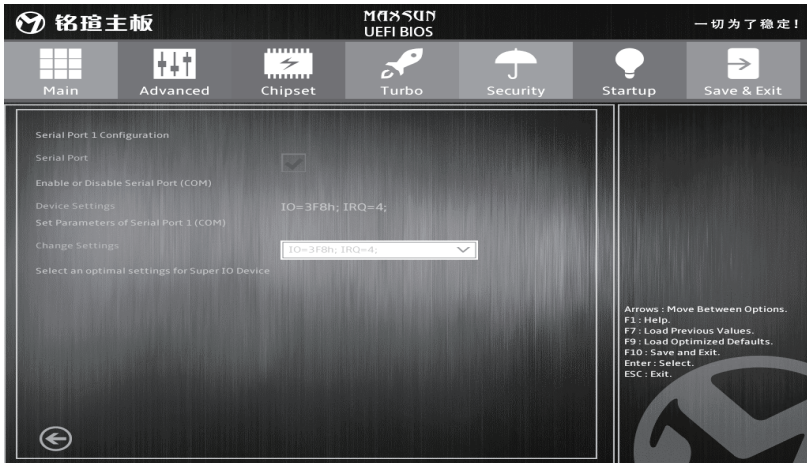 铭瑄主板
MAXSUN
UEFI BIOS
一切为了稳定!
Main
Advanced
Chipset
Turbo
Security
Startup
Save & Exit
Serial Port 1 Configuration
Serial Port
Enable or Disable Serial Port (COM)
Device Settings IO=3F8h; IRQ=4;
Set Parameters of Serial Port 1 (COM)
Change Settings IO=3F8h; IRQ=4;
Select an optimal settings for Super IO Device
Arrows : Move Between Options.
F1 : Help.
F7 : Load Previous Values.
F9 : Load Optimized Defaults.
F10 : Save and Exit.
Enter : Select.
ESC : Exit.